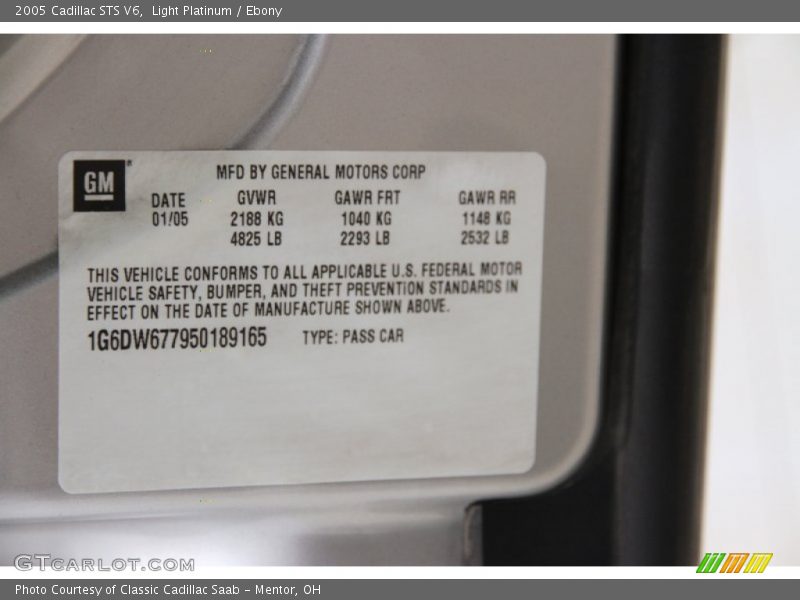 2005 Cadillac STS V6, Light Platinum / Ebony
GM
MFD BY GENERAL MOTORS CORP
DATE GVWR GAWR FRT GAWR RR
01/05 2188 KG 1040 KG 1148 KG
4825 LB 2293 LB 2532 LB
THIS VEHICLE CONFORMS TO ALL APPLICABLE U.S. FEDERAL MOTOR
VEHICLE SAFETY, BUMPER, AND THEFT PREVENTION STANDARDS IN
EFFECT ON THE DATE OF MANUFACTURE SHOWN ABOVE.
1G6DW677950189165 TYPE: PASS CAR
GTCARLOT.COM
Photo Courtesy of Classic Cadillac Saab - Mentor, OH